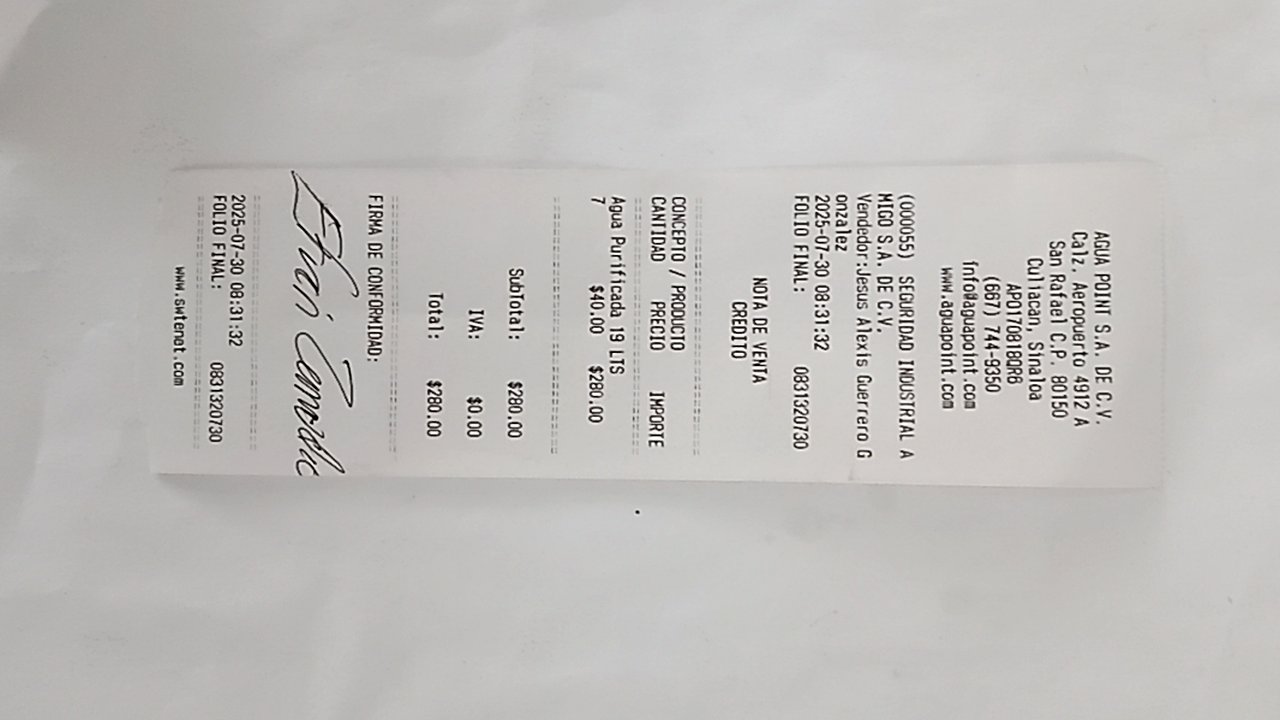 AGUA POINT S.A. DE C.V.
Calz. Aeropuerto 4912 A
San Rafael C.P. 80150
Culiacan, Sinaloa
APO170818QR6
(667) 744-9350
info@aguapoint.com
www.aguapoint.com
(000055) SEGURIDAD INDUSTRIAL A
MIGO S.A. DE C.V.
Vendedor:Jesus Alexis Guerrero G
onzalez
2025-07-30 08:31:32
FOLIO FINAL: 0831320730
NOTA DE VENTA
CREDITO
CONCEPTO / PRODUCTO
CANTIDAD PRECIO IMPORTE
Agua Purificada 19 LTS
7 $40.00 $280.00
SubTotal: $280.00
IVA: $0.00
Total: $280.00
FIRMA DE CONFORMIDAD:
2025-07-30 08:31:32
FOLIO FINAL: 0831320730
www.swtenet.com